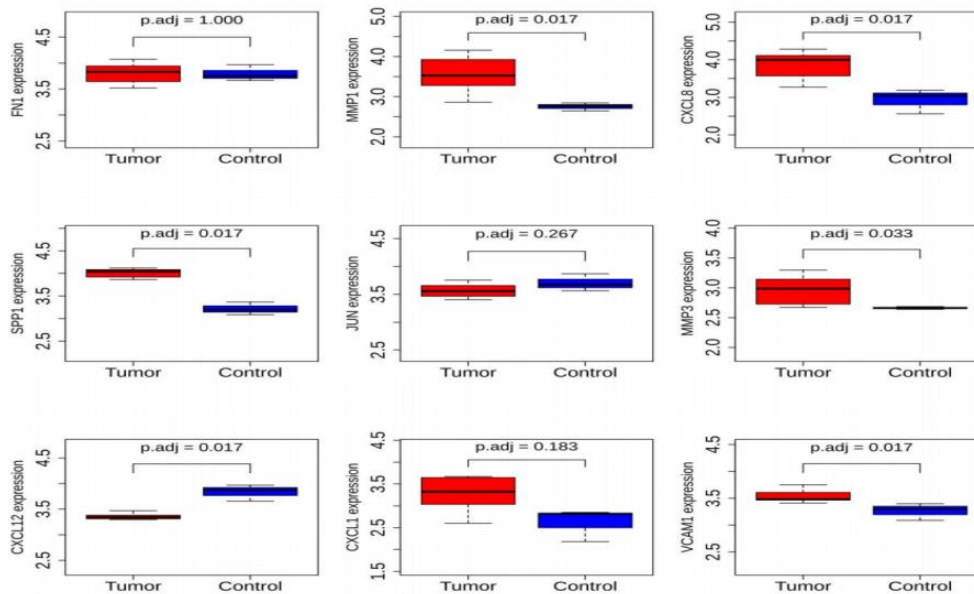 p.adj = 1.000
FN1 expression
4.5
3.5
2.5
Tumor Control
p.adj = 0.017
MMP1 expression
5.0
4.0
3.0
2.0
Tumor Control
p.adj = 0.017
CXCL8 expression
5.0
4.0
3.0
2.0
Tumor Control
p.adj = 0.017
SPP1 expression
4.5
3.5
2.5
Tumor Control
p.adj = 0.267
JUN expression
4.5
3.5
2.5
Tumor Control
p.adj = 0.033
MMP3 expression
4.0
3.5
3.0
2.5
2.0
Tumor Control
p.adj = 0.017
CXCL12 expression
4.5
3.5
2.5
Tumor Control
p.adj = 0.183
CXCL1 expression
4.5
3.5
2.5
1.5
Tumor Control
p.adj = 0.017
VCAM1 expression
4.5
3.5
2.5
Tumor Control